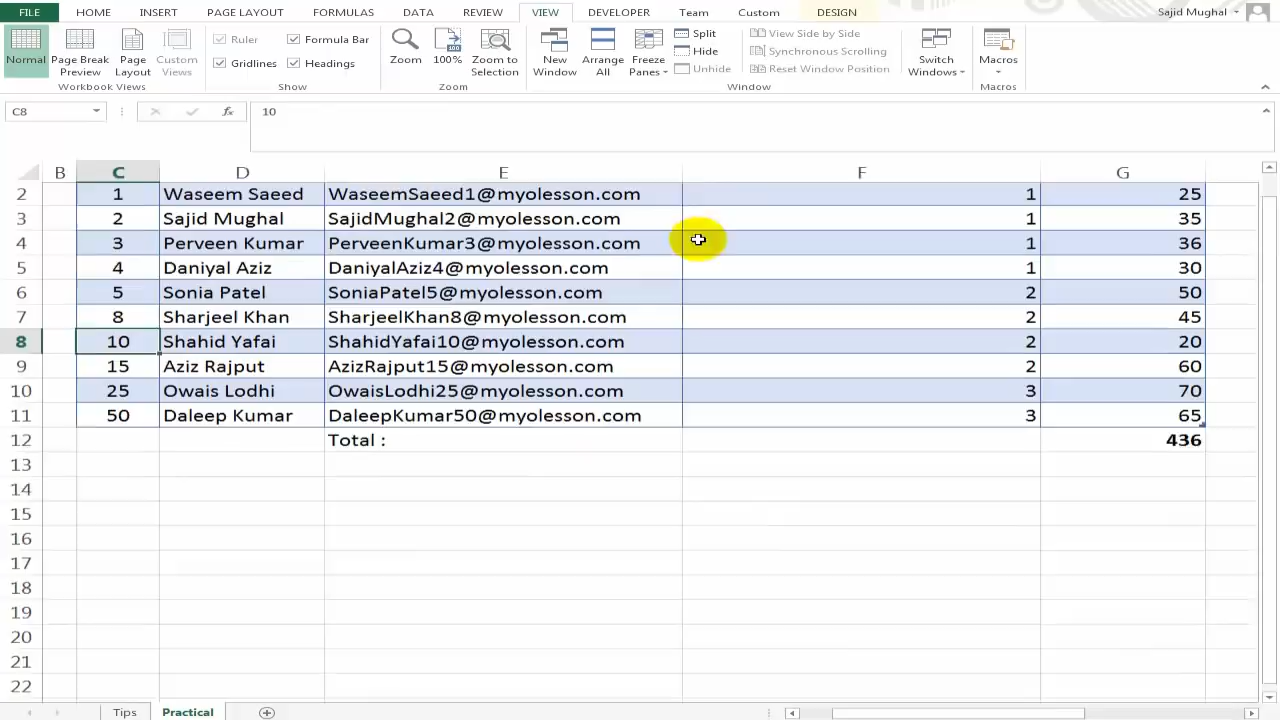 FILE HOME INSERT PAGE LAYOUT FORMULAS DATA REVIEW VIEW DEVELOPER Team Custom DESIGN Sajid Mughal
Normal Page Break Preview Page Layout Custom Views
Workbook Views
Ruler Formula Bar
Gridlines Headings
Show
Zoom 100% Zoom to Selection
Zoom
New Window Arrange All Freeze Panes
Split View Side by Side
Hide Synchronous Scrolling
Unhide Reset Window Position
Switch Windows
Window
Macros
Macros
C8 fx 10
B C D E F G
2 1 Waseem Saeed WaseemSaeed1@myolesson.com 1 25
3 2 Sajid Mughal SajidMughal2@myolesson.com 1 35
4 3 Perveen Kumar PerveenKumar3@myolesson.com 1 36
5 4 Daniyal Aziz DaniyalAziz4@myolesson.com 1 30
6 5 Sonia Patel SoniaPatel5@myolesson.com 2 50
7 8 Sharjeel Khan SharjeelKhan8@myolesson.com 2 45
8 10 Shahid Yafai ShahidYafai10@myolesson.com 2 20
9 15 Aziz Rajput AzizRajput15@myolesson.com 2 60
10 25 Owais Lodhi OwaisLodhi25@myolesson.com 3 70
11 50 Daleep Kumar DaleepKumar50@myolesson.com 3 65
12 Total : 436
13
14
15
16
17
18
19
20
21
22
Tips Practical